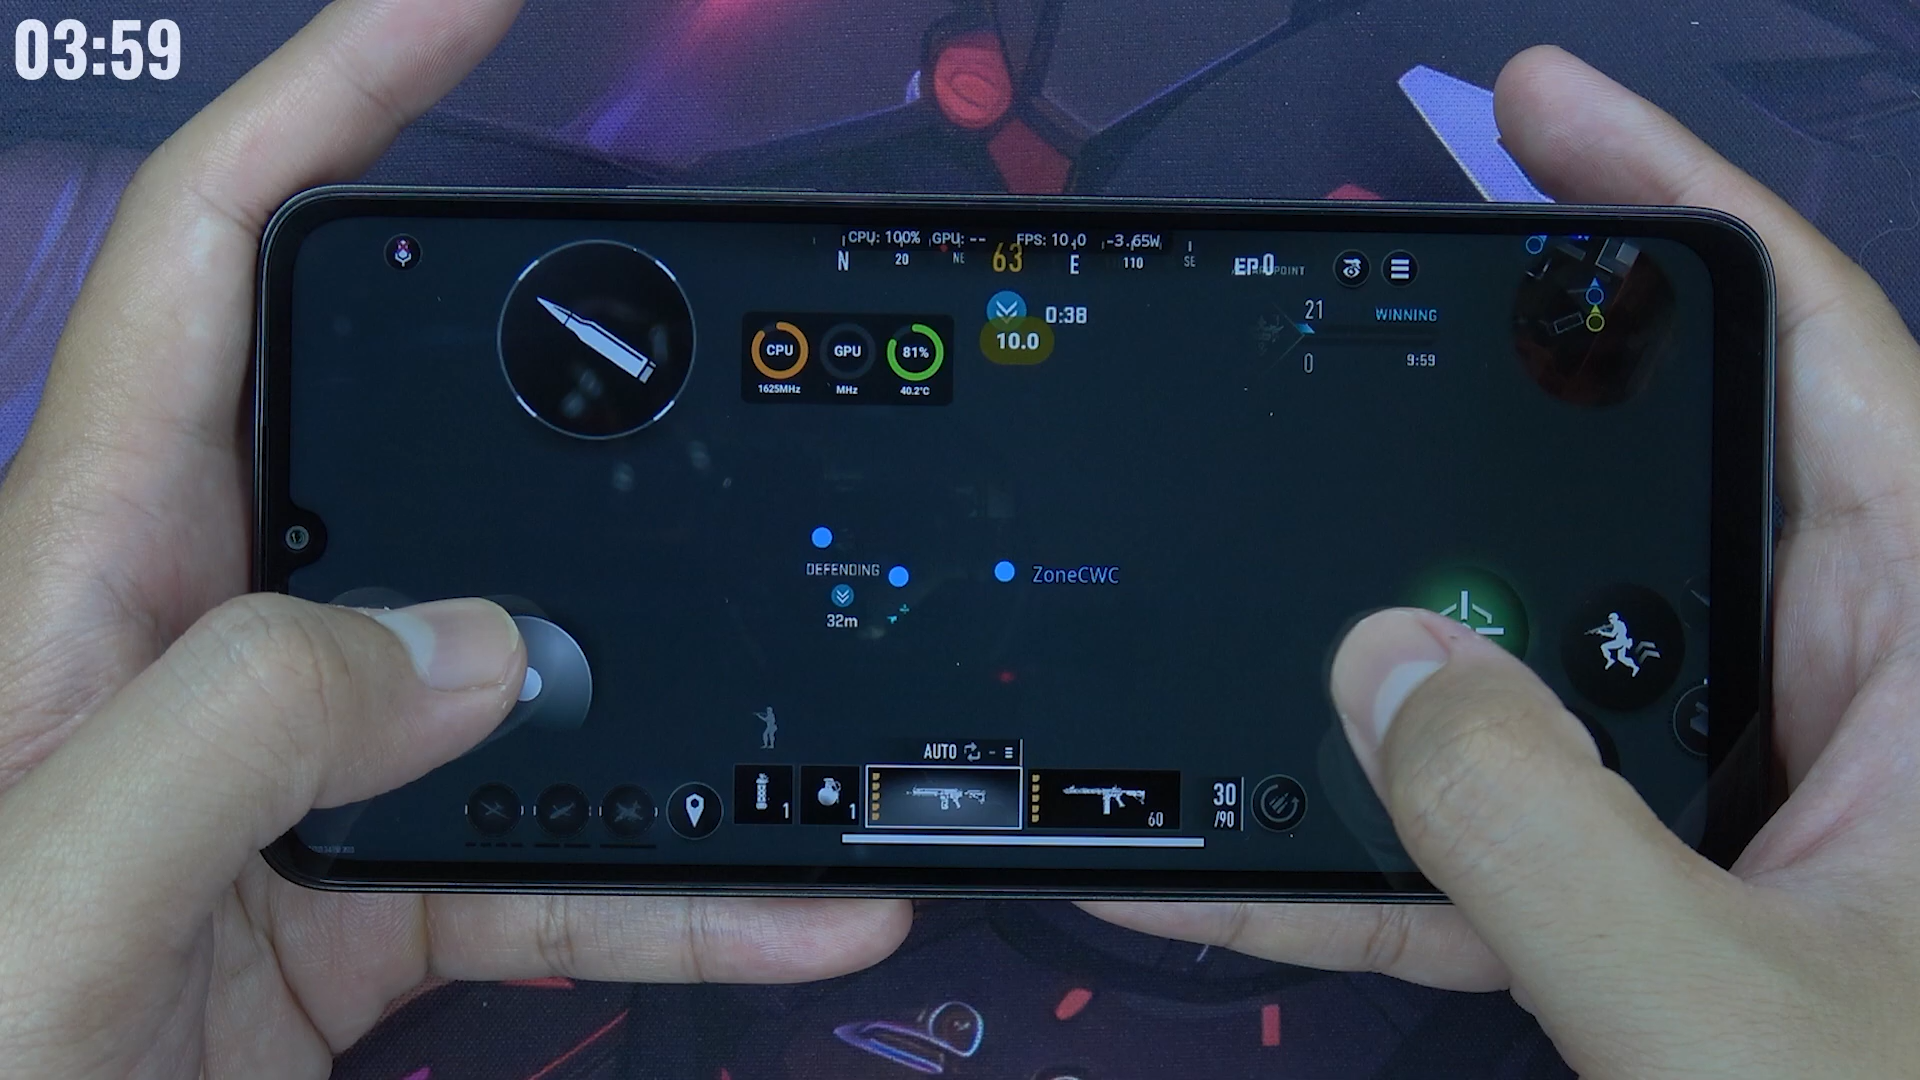 03:59
CPU: 100% GPU: -- FPS: 10.0 -3.65W
N 20 NE 63 E 110 SE
0:38
10.0
CPU GPU 81%
1625MHz MHz 40.2°C
POINT
21 WINNING
0 9:59
DEFENDING
32m
ZoneCWC
AUTO
1
1
60
30
/90